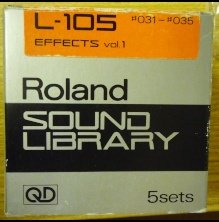 L-105 #031-#035
EFFECTS vol.1
Roland
SOUND
LIBRARY
QD 5sets